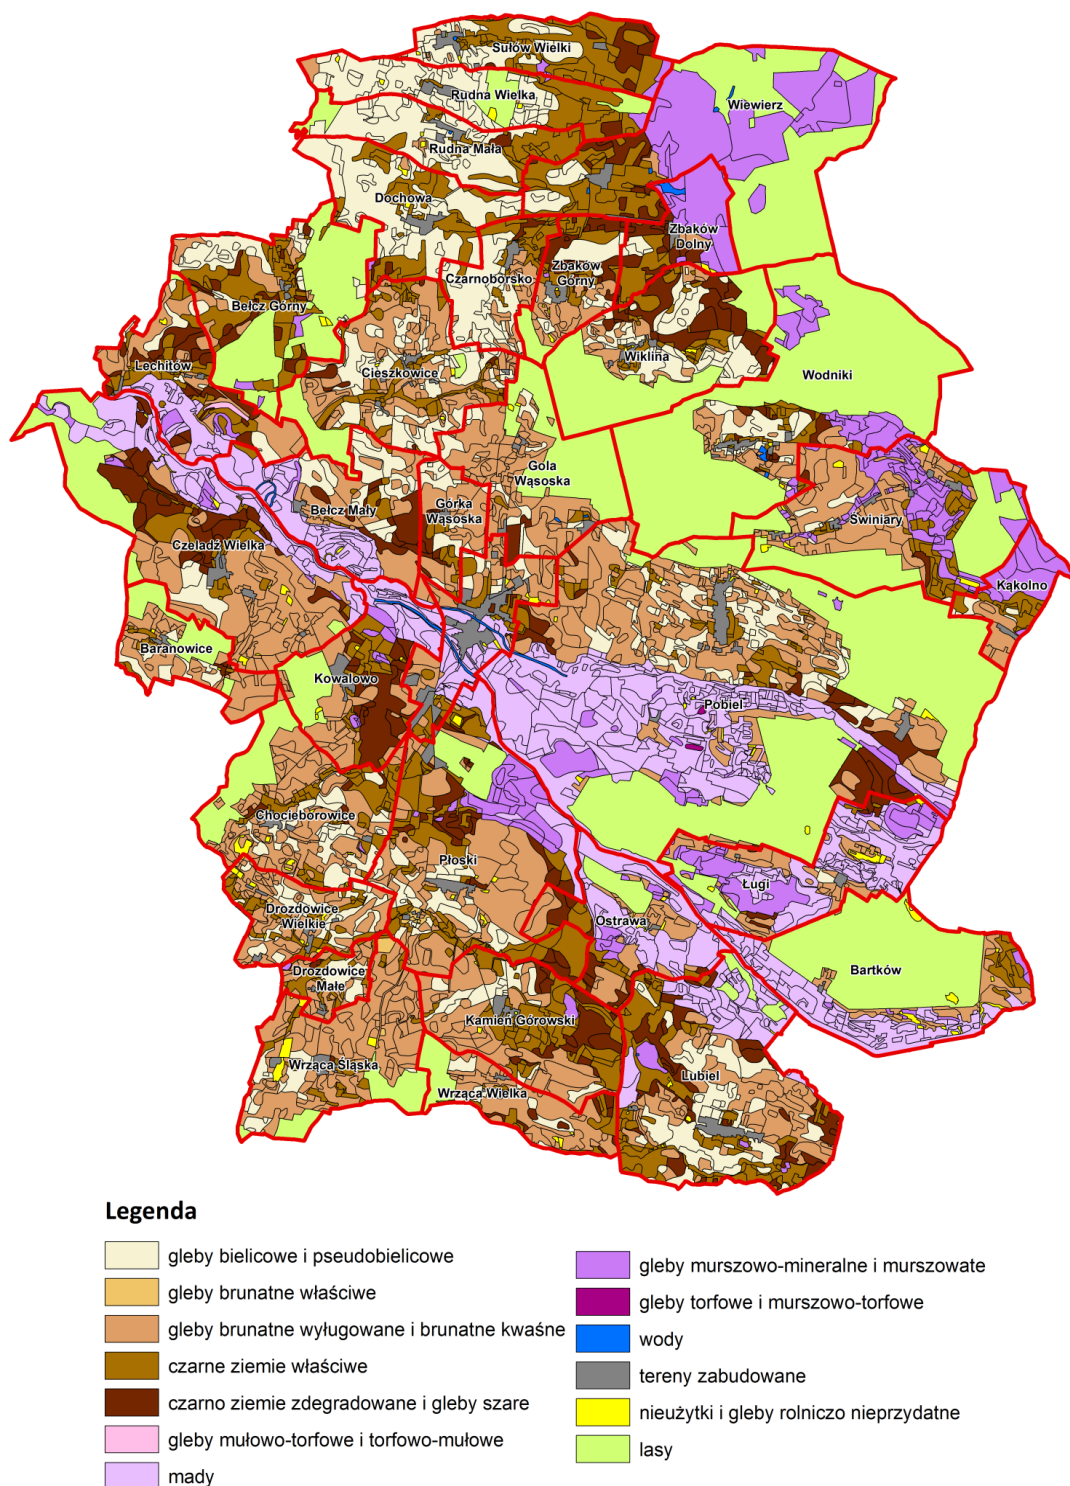 Sułów Wielki
Rudna Wielka
Wiewierz
Rudna Mała
Dochowa
Zbaków
Dolny
Czarnoborsko
Zbaków
Górny
Bełcz Górny
Wiklina
Lechitów
Cieszkowice
Wodniki
Gola
Wąsoska
Górka
Wąsoska
Bełcz Mały
Świniary
Czeladź Wielka
Kąkolno
Baranowice
Kowalowo
Pobiel
Chocieborowice
Płoski
Ługi
Drozdowice
Wielkie
Ostrawa
Bartków
Drozdowice
Małe
Kamień Górowski
Wrząca Śląska
Lubiel
Wrząca Wielka
Legenda
gleby bielicowe i pseudobielicowe
gleby brunatne właściwe
gleby brunatne wyługowane i brunatne kwaśne
czarne ziemie właściwe
czarno ziemie zdegradowane i gleby szare
gleby mułowo-torfowe i torfowo-mułowe
mady
gleby murszowo-mineralne i murszowate
gleby torfowe i murszowo-torfowe
wody
tereny zabudowane
nieużytki i gleby rolniczo nieprzydatne
lasy